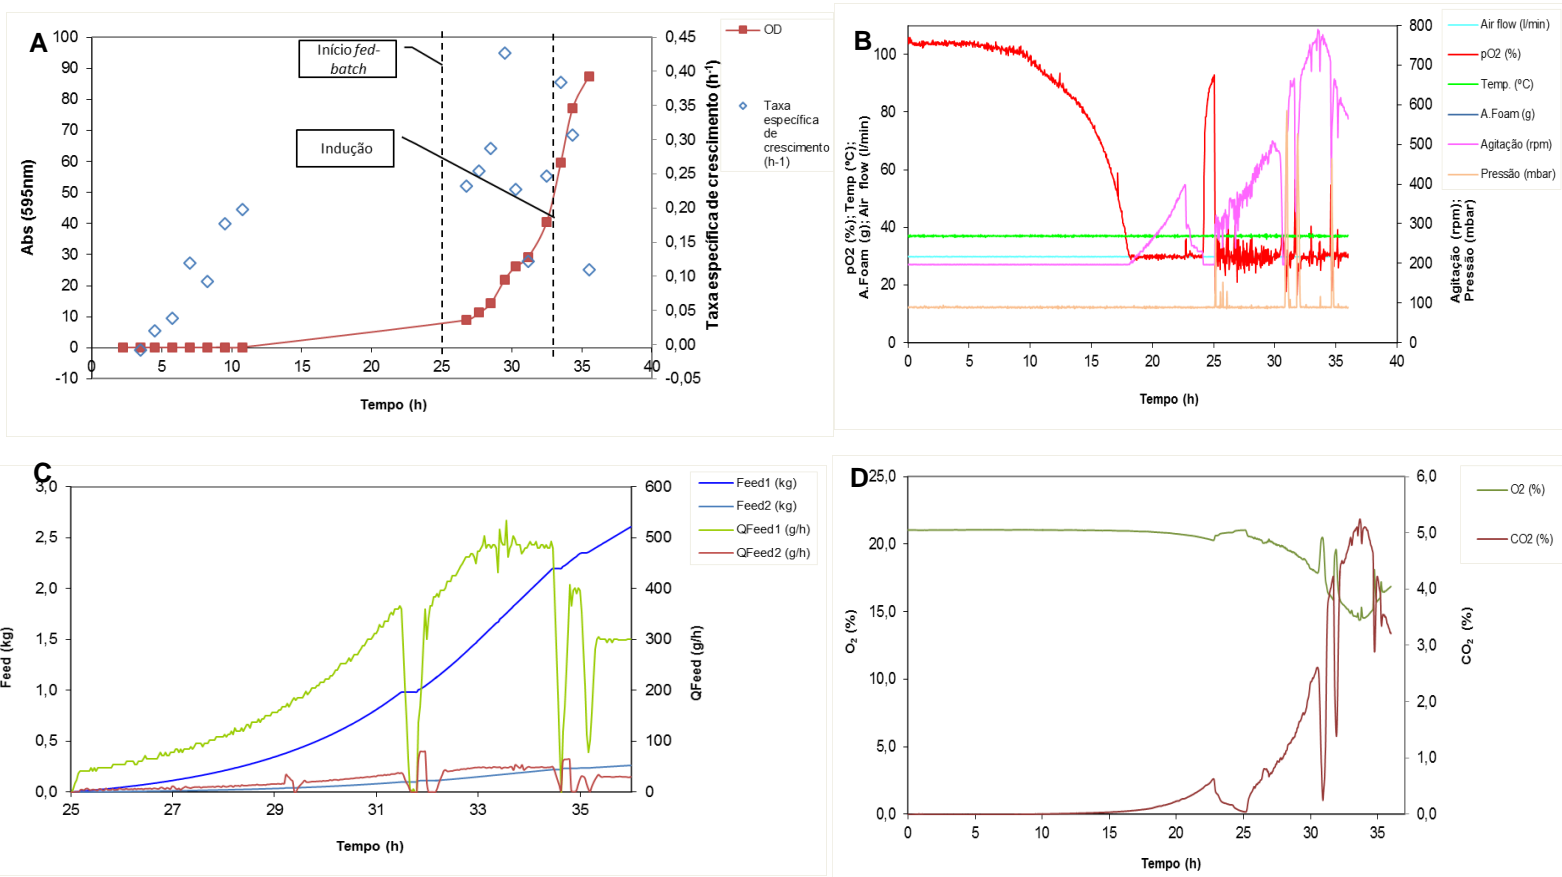 A
100
90
80
70
60
50
40
30
20
10
0
-10
Abs (595nm)
0 5 10 15 20 25 30 35 40
Tempo (h)
0,45
0,40
0,35
0,30
0,25
0,20
0,15
0,10
0,05
0,00
-0,05
Taxa específica de crescimento (h-1)
Início fed-
batch
Indução
OD
Taxa
específica
de
crescimento
(h-1)
B
100
80
60
40
20
0
pO2 (%); Temp (ºC);
A.Foam (g); Air flow (l/min)
0 5 10 15 20 25 30 35 40
Tempo (h)
800
700
600
500
400
300
200
100
0
Agitação (rpm);
Pressão (mbar)
Air flow (l/min)
pO2 (%)
Temp. (ºC)
A.Foam (g)
Agitação (rpm)
Pressão (mbar)
C
3,0
2,5
2,0
1,5
1,0
0,5
0,0
Feed (kg)
25 27 29 31 33 35
Tempo (h)
600
500
400
300
200
100
0
QFeed (g/h)
Feed1 (kg)
Feed2 (kg)
QFeed1 (g/h)
QFeed2 (g/h)
D
25,0
20,0
15,0
10,0
5,0
0,0
O2 (%)
0 5 10 15 20 25 30 35
Tempo (h)
6,0
5,0
4,0
3,0
2,0
1,0
0,0
CO2 (%)
O2 (%)
CO2 (%)